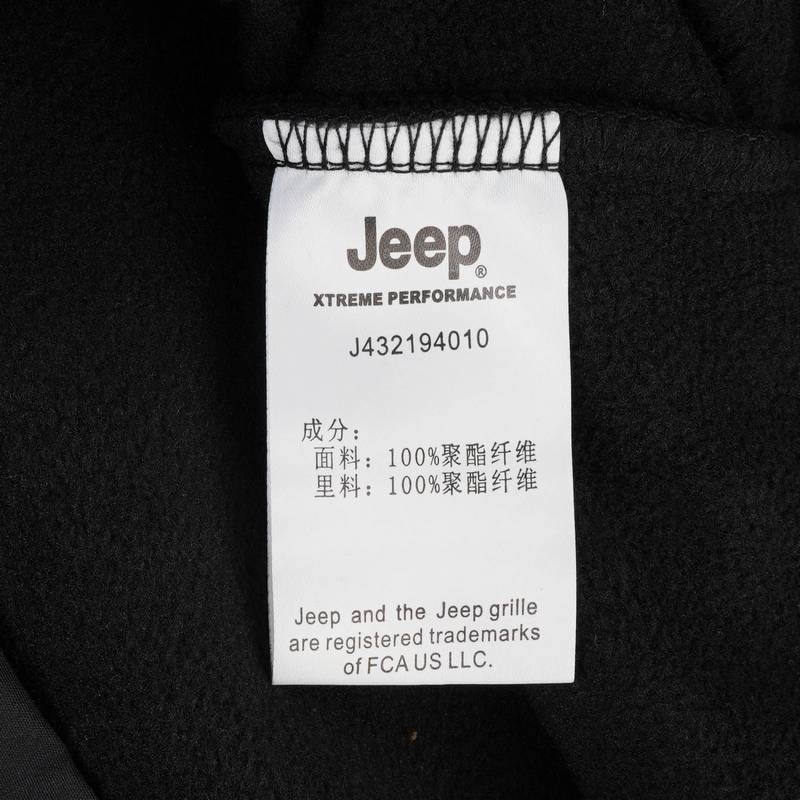 Jeep®
XTREME PERFORMANCE
J432194010
成分：
面料：100%聚酯纤维
里料：100%聚酯纤维
Jeep and the Jeep grille
are registered trademarks
of FCA US LLC.